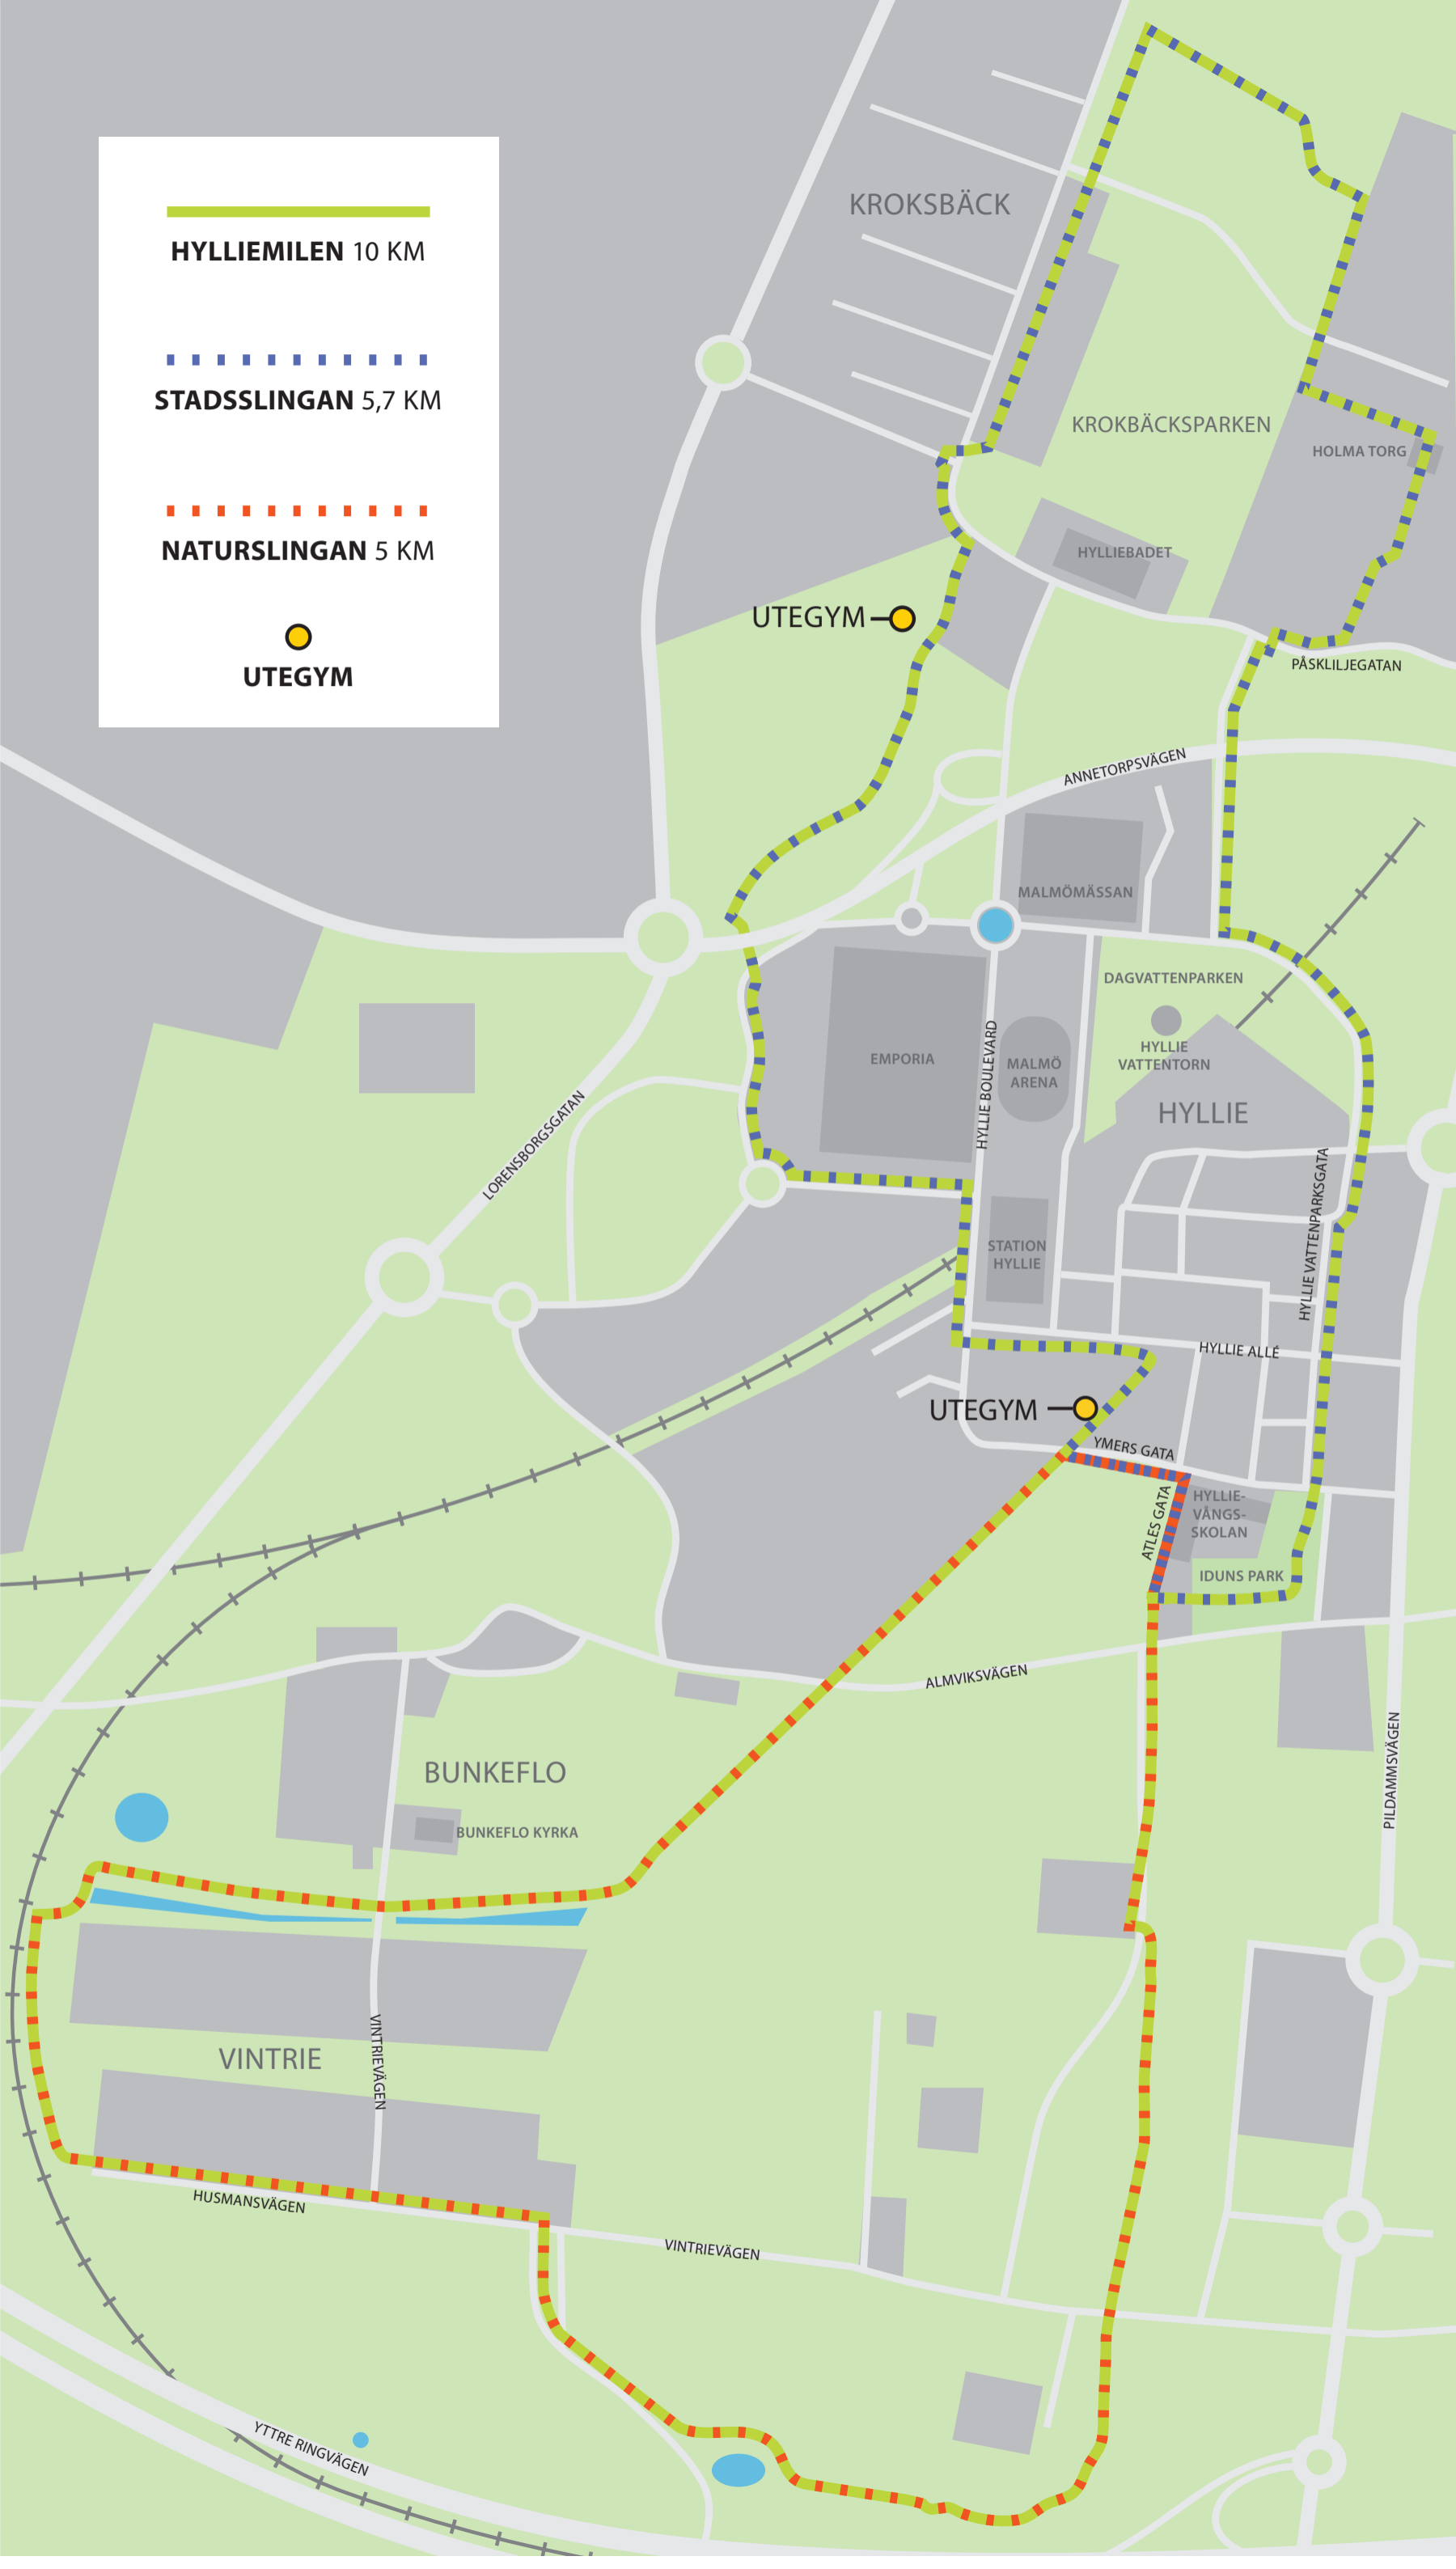 HYLLIEMILEN 10 KM
STADSSLINGAN 5,7 KM
NATURSLINGAN 5 KM
UTEGYM
KROKSBÄCK
KROKBÄCKSPARKEN
HOLMA TORG
HYLLIEBADET
UTEGYM
PÅSKLILJEGATAN
ANNETORPSVÄGEN
MALMÖMÄSSAN
DAGVATTENPARKEN
EMPORIA
HYLLIE BOULEVARD
MALMÖ
ARENA
HYLLIE
VATTENTORN
HYLLIE
LORENSBORGSGATAN
HYLLIE VATTENPARKSGATA
STATION
HYLLIE
HYLLIE ALLÉ
UTEGYM
YMERS GATA
ATLES GATA
HYLLIE-
VÅNGS-
SKOLAN
IDUNS PARK
ALMVIKSVÄGEN
BUNKEFLO
PILDAMMSVÄGEN
BUNKEFLO KYRKA
VINTRIE
VINTRIEVÄGEN
HUSMANSVÄGEN
VINTRIEVÄGEN
YTTRE RINGVÄGEN